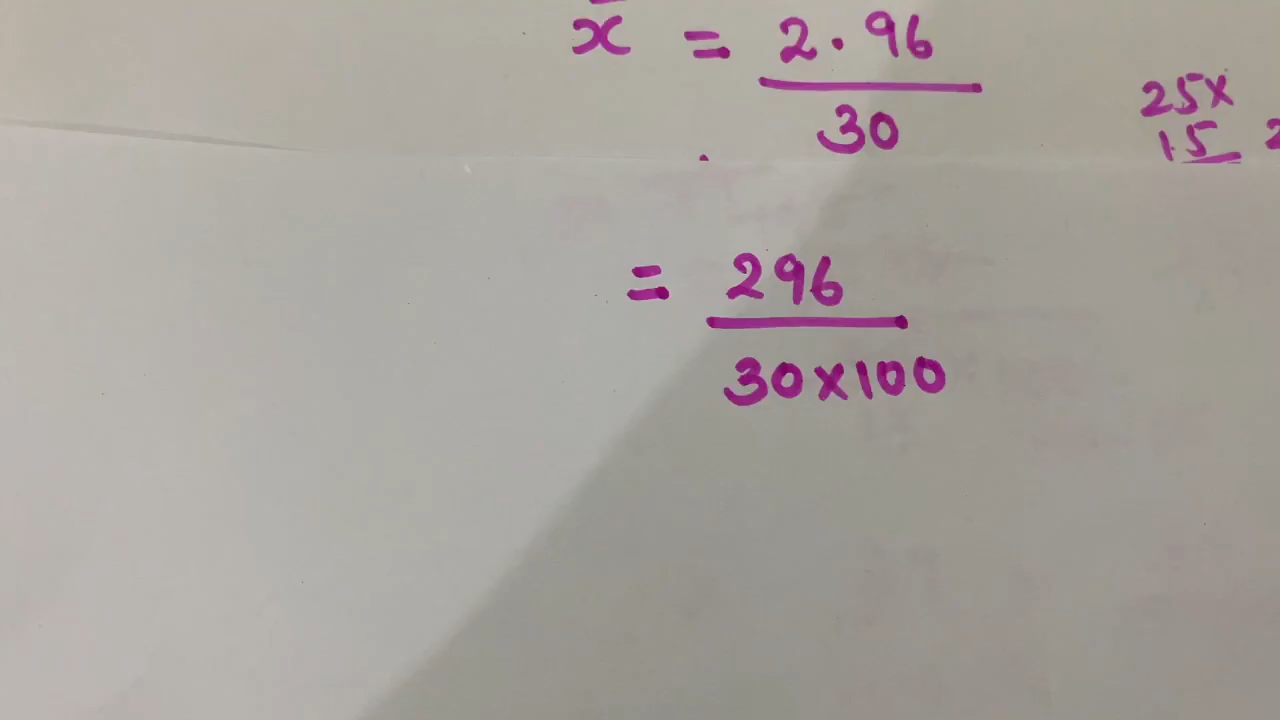 x̄ = 2.96
30
25x
15
= 296
30x100